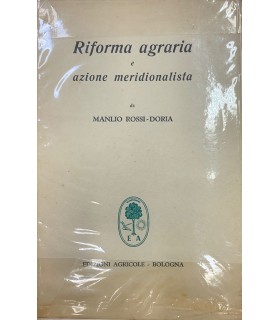 Riforma agraria
e
azione meridionalista
di
MANLIO ROSSI-DORIA
E A
EDIZIONI AGRICOLE - BOLOGNA